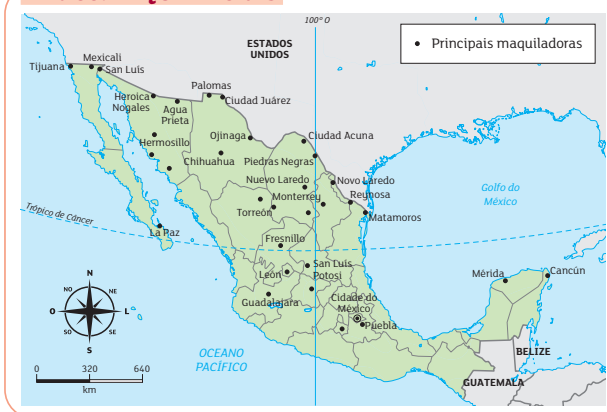 100° O
ESTADOS
UNIDOS
Principais maquiladoras
Mexicali
Tijuana
San Luís
Palomas
Heroica
Nogales
Agua
Prieta
Ciudad Juárez
Hermosillo
Ojinaga
Ciudad Acuna
Chihuahua
Piedras Negras
Nuevo Laredo
Novo Laredo
Monterrey
Reynosa
Golfo do
México
Torreón
Matamoros
Trópico de Câncer
La Paz
Fresnillo
San Luis
Potosí
León
Mérida
Cancún
Guadalajara
Cidade do
México
Puebla
N
NO
NE
O
L
SO
SE
S
OCEANO
PACÍFICO
BELIZE
GUATEMALA
0
320
640
km